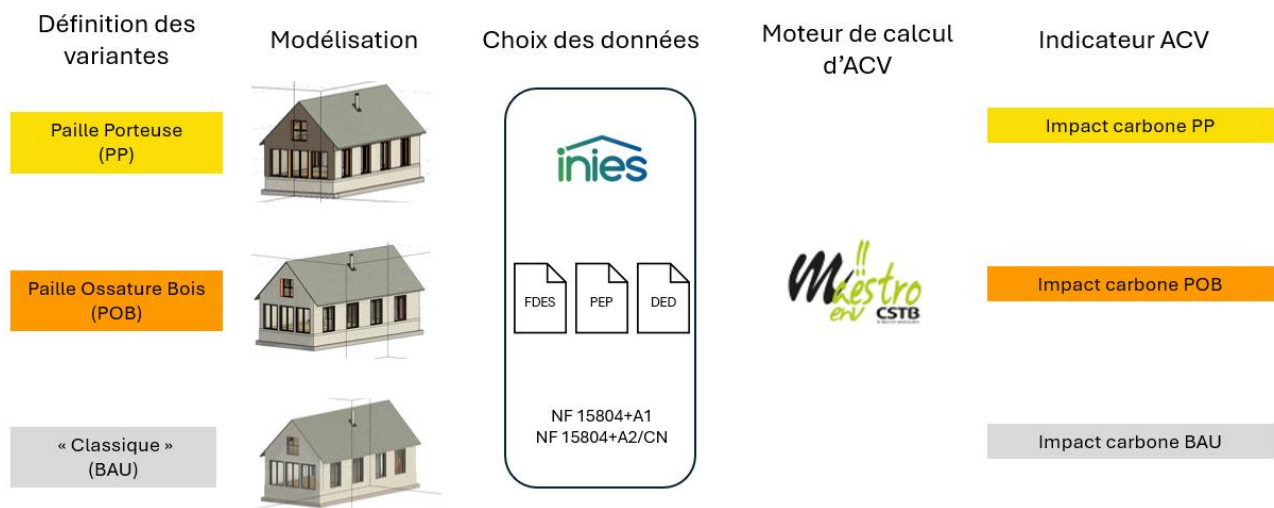 Définition des
variantes
Modélisation
Choix des données
Moteur de calcul
d’ACV
Indicateur ACV
Paille Porteuse
(PP)
Paille Ossature Bois
(POB)
« Classique »
(BAU)
inies
FDES
PEP
DED
NF 15804+A1
NF 15804+A2/CN
Maestro
env
CSTB
Impact carbone PP
Impact carbone POB
Impact carbone BAU